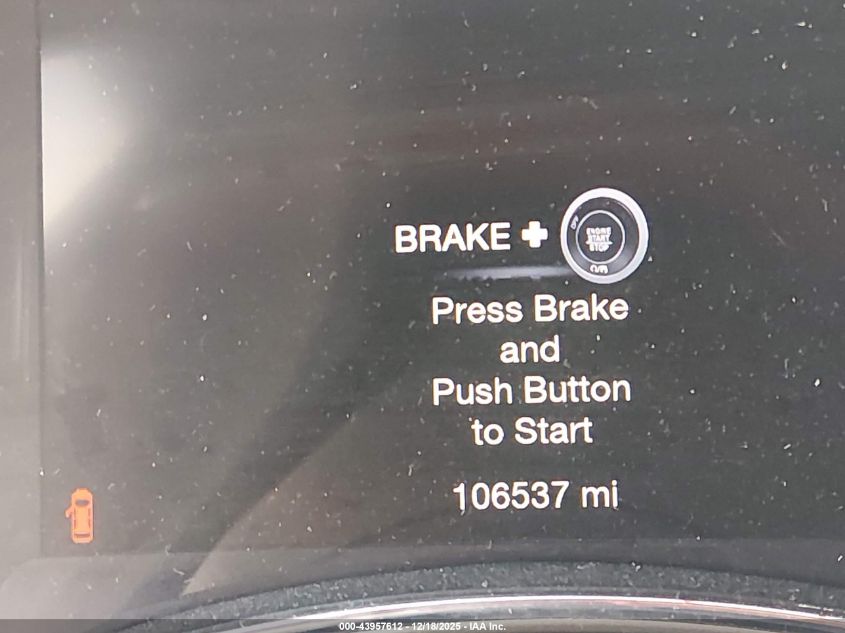 BRAKE +
OFF
ENGINE
START
STOP
Press Brake
and
Push Button
to Start
106537 mi
000-43957612 - 12/18/2025 - IAA Inc.